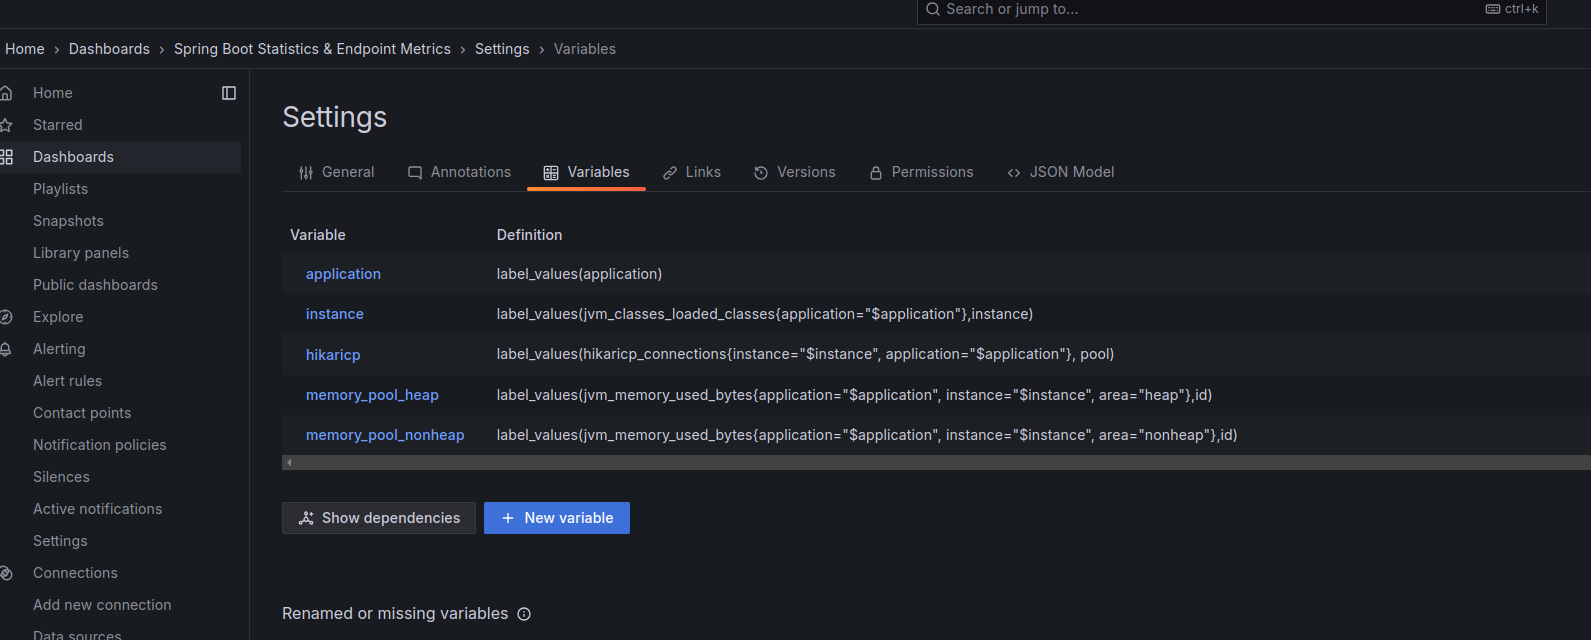 Search or jump to...
ctrl+k
Home › Dashboards › Spring Boot Statistics & Endpoint Metrics › Settings › Variables
Home
Starred
Dashboards
Playlists
Snapshots
Library panels
Public dashboards
Explore
Alerting
Alert rules
Contact points
Notification policies
Silences
Active notifications
Settings
Connections
Add new connection
Data sources
Settings
General Annotations Variables Links Versions Permissions JSON Model
Variable Definition
application label_values(application)
instance label_values(jvm_classes_loaded_classes{application="$application"},instance)
hikaricp label_values(hikaricp_connections{instance="$instance", application="$application"}, pool)
memory_pool_heap label_values(jvm_memory_used_bytes{application="$application", instance="$instance", area="heap"},id)
memory_pool_nonheap label_values(jvm_memory_used_bytes{application="$application", instance="$instance", area="nonheap"},id)
Show dependencies + New variable
Renamed or missing variables